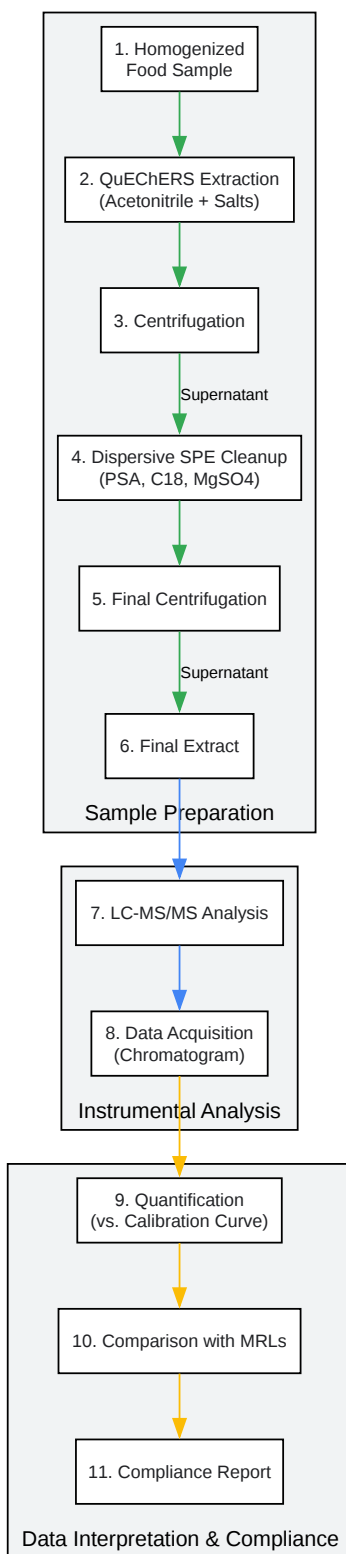 1. Homogenized
Food Sample
2. QuEChERS Extraction
(Acetonitrile + Salts)
3. Centrifugation
Supernatant
4. Dispersive SPE Cleanup
(PSA, C18, MgSO4)
5. Final Centrifugation
Supernatant
6. Final Extract
Sample Preparation
7. LC-MS/MS Analysis
8. Data Acquisition
(Chromatogram)
Instrumental Analysis
9. Quantification
(vs. Calibration Curve)
10. Comparison with MRLs
11. Compliance Report
Data Interpretation & Compliance